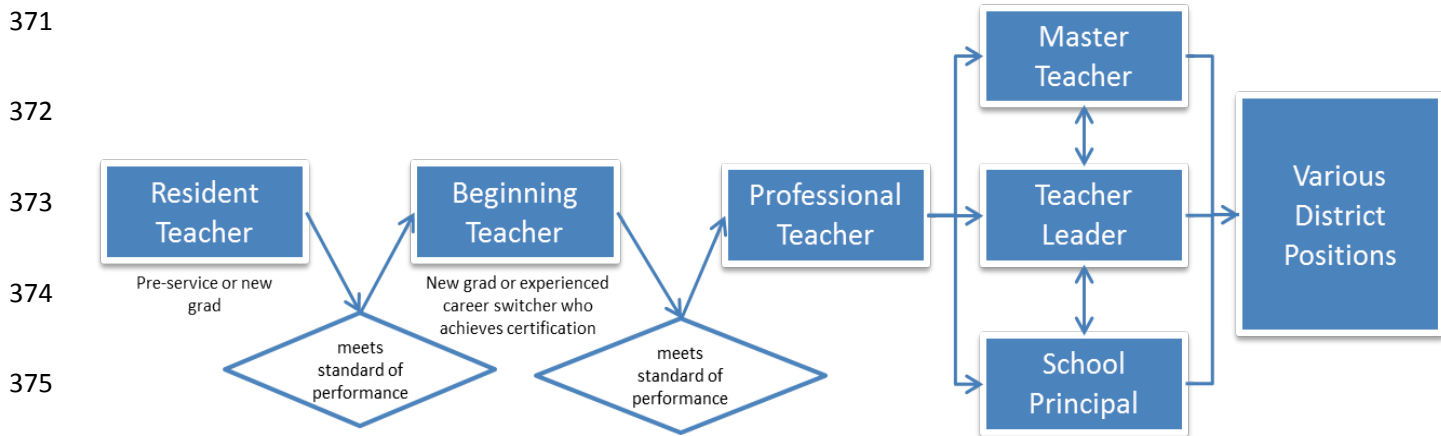 371
372
373
374
375
Resident
Teacher
Pre-service or new
grad
meets
standard of
performance
Beginning
Teacher
New grad or experienced
career switcher who
achieves certification
meets
standard of
performance
Professional
Teacher
Master
Teacher
Teacher
Leader
School
Principal
Various
District
Positions